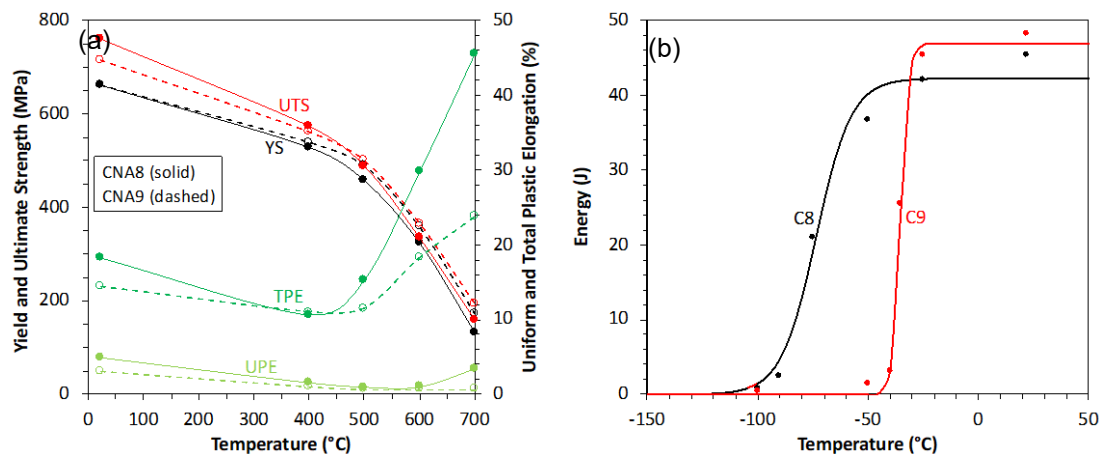 (a)
Yield and Ultimate Strength (MPa)
800
600
400
200
0
UTS
YS
CNA8 (solid)
CNA9 (dashed)
TPE
UPE
0 100 200 300 400 500 600 700
Temperature (°C)
50
40
30
20
10
0
Uniform and Total Plastic Elongation (%)
(b)
Energy (J)
50
40
30
20
10
0
C8
C9
-150 -100 -50 0 50
Temperature (°C)